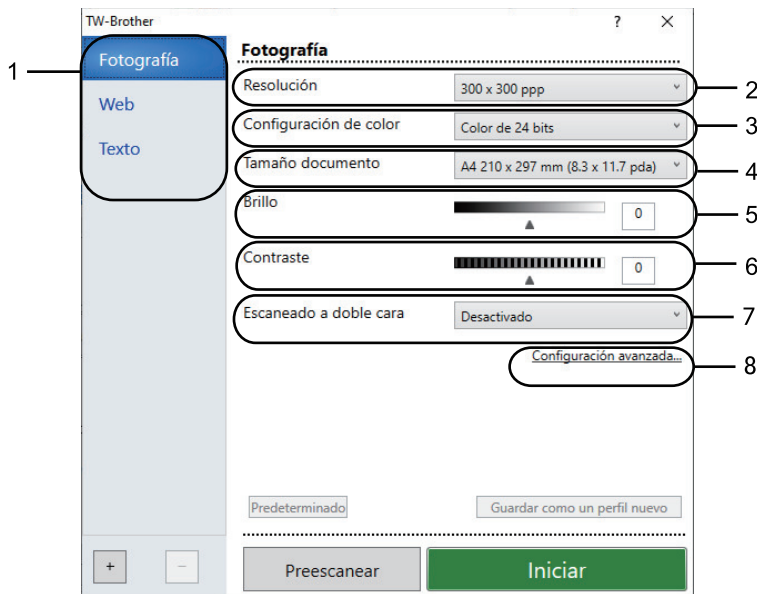 TW-Brother ? ×
1
Fotografía
Web
Texto
Fotografía
Resolución 300 x 300 ppp 2
Configuración de color Color de 24 bits 3
Tamaño documento A4 210 x 297 mm (8.3 x 11.7 pda) 4
Brillo 0 5
Contraste 0 6
Escaneado a doble cara Desactivado 7
Configuración avanzada... 8
Predeterminado Guardar como un perfil nuevo
+ − Preescanear Iniciar